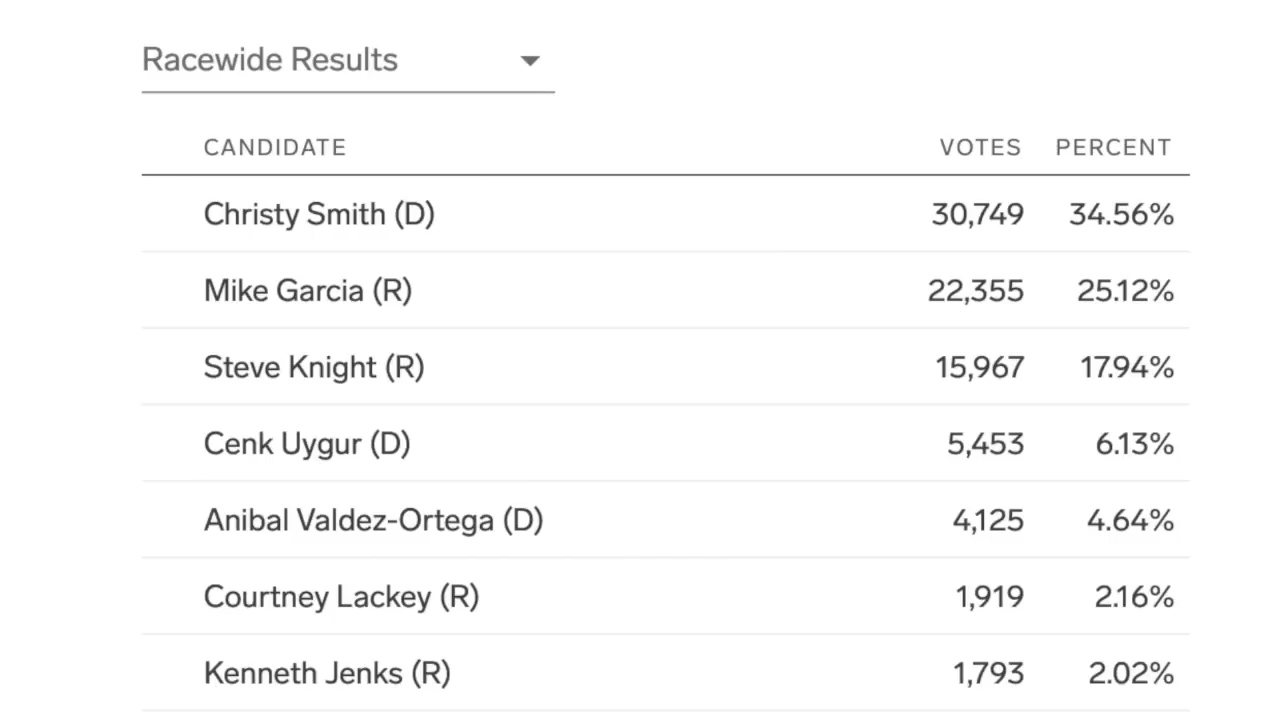 Racewide Results
CANDIDATE VOTES PERCENT
Christy Smith (D) 30,749 34.56%
Mike Garcia (R) 22,355 25.12%
Steve Knight (R) 15,967 17.94%
Cenk Uygur (D) 5,453 6.13%
Anibal Valdez-Ortega (D) 4,125 4.64%
Courtney Lackey (R) 1,919 2.16%
Kenneth Jenks (R) 1,793 2.02%